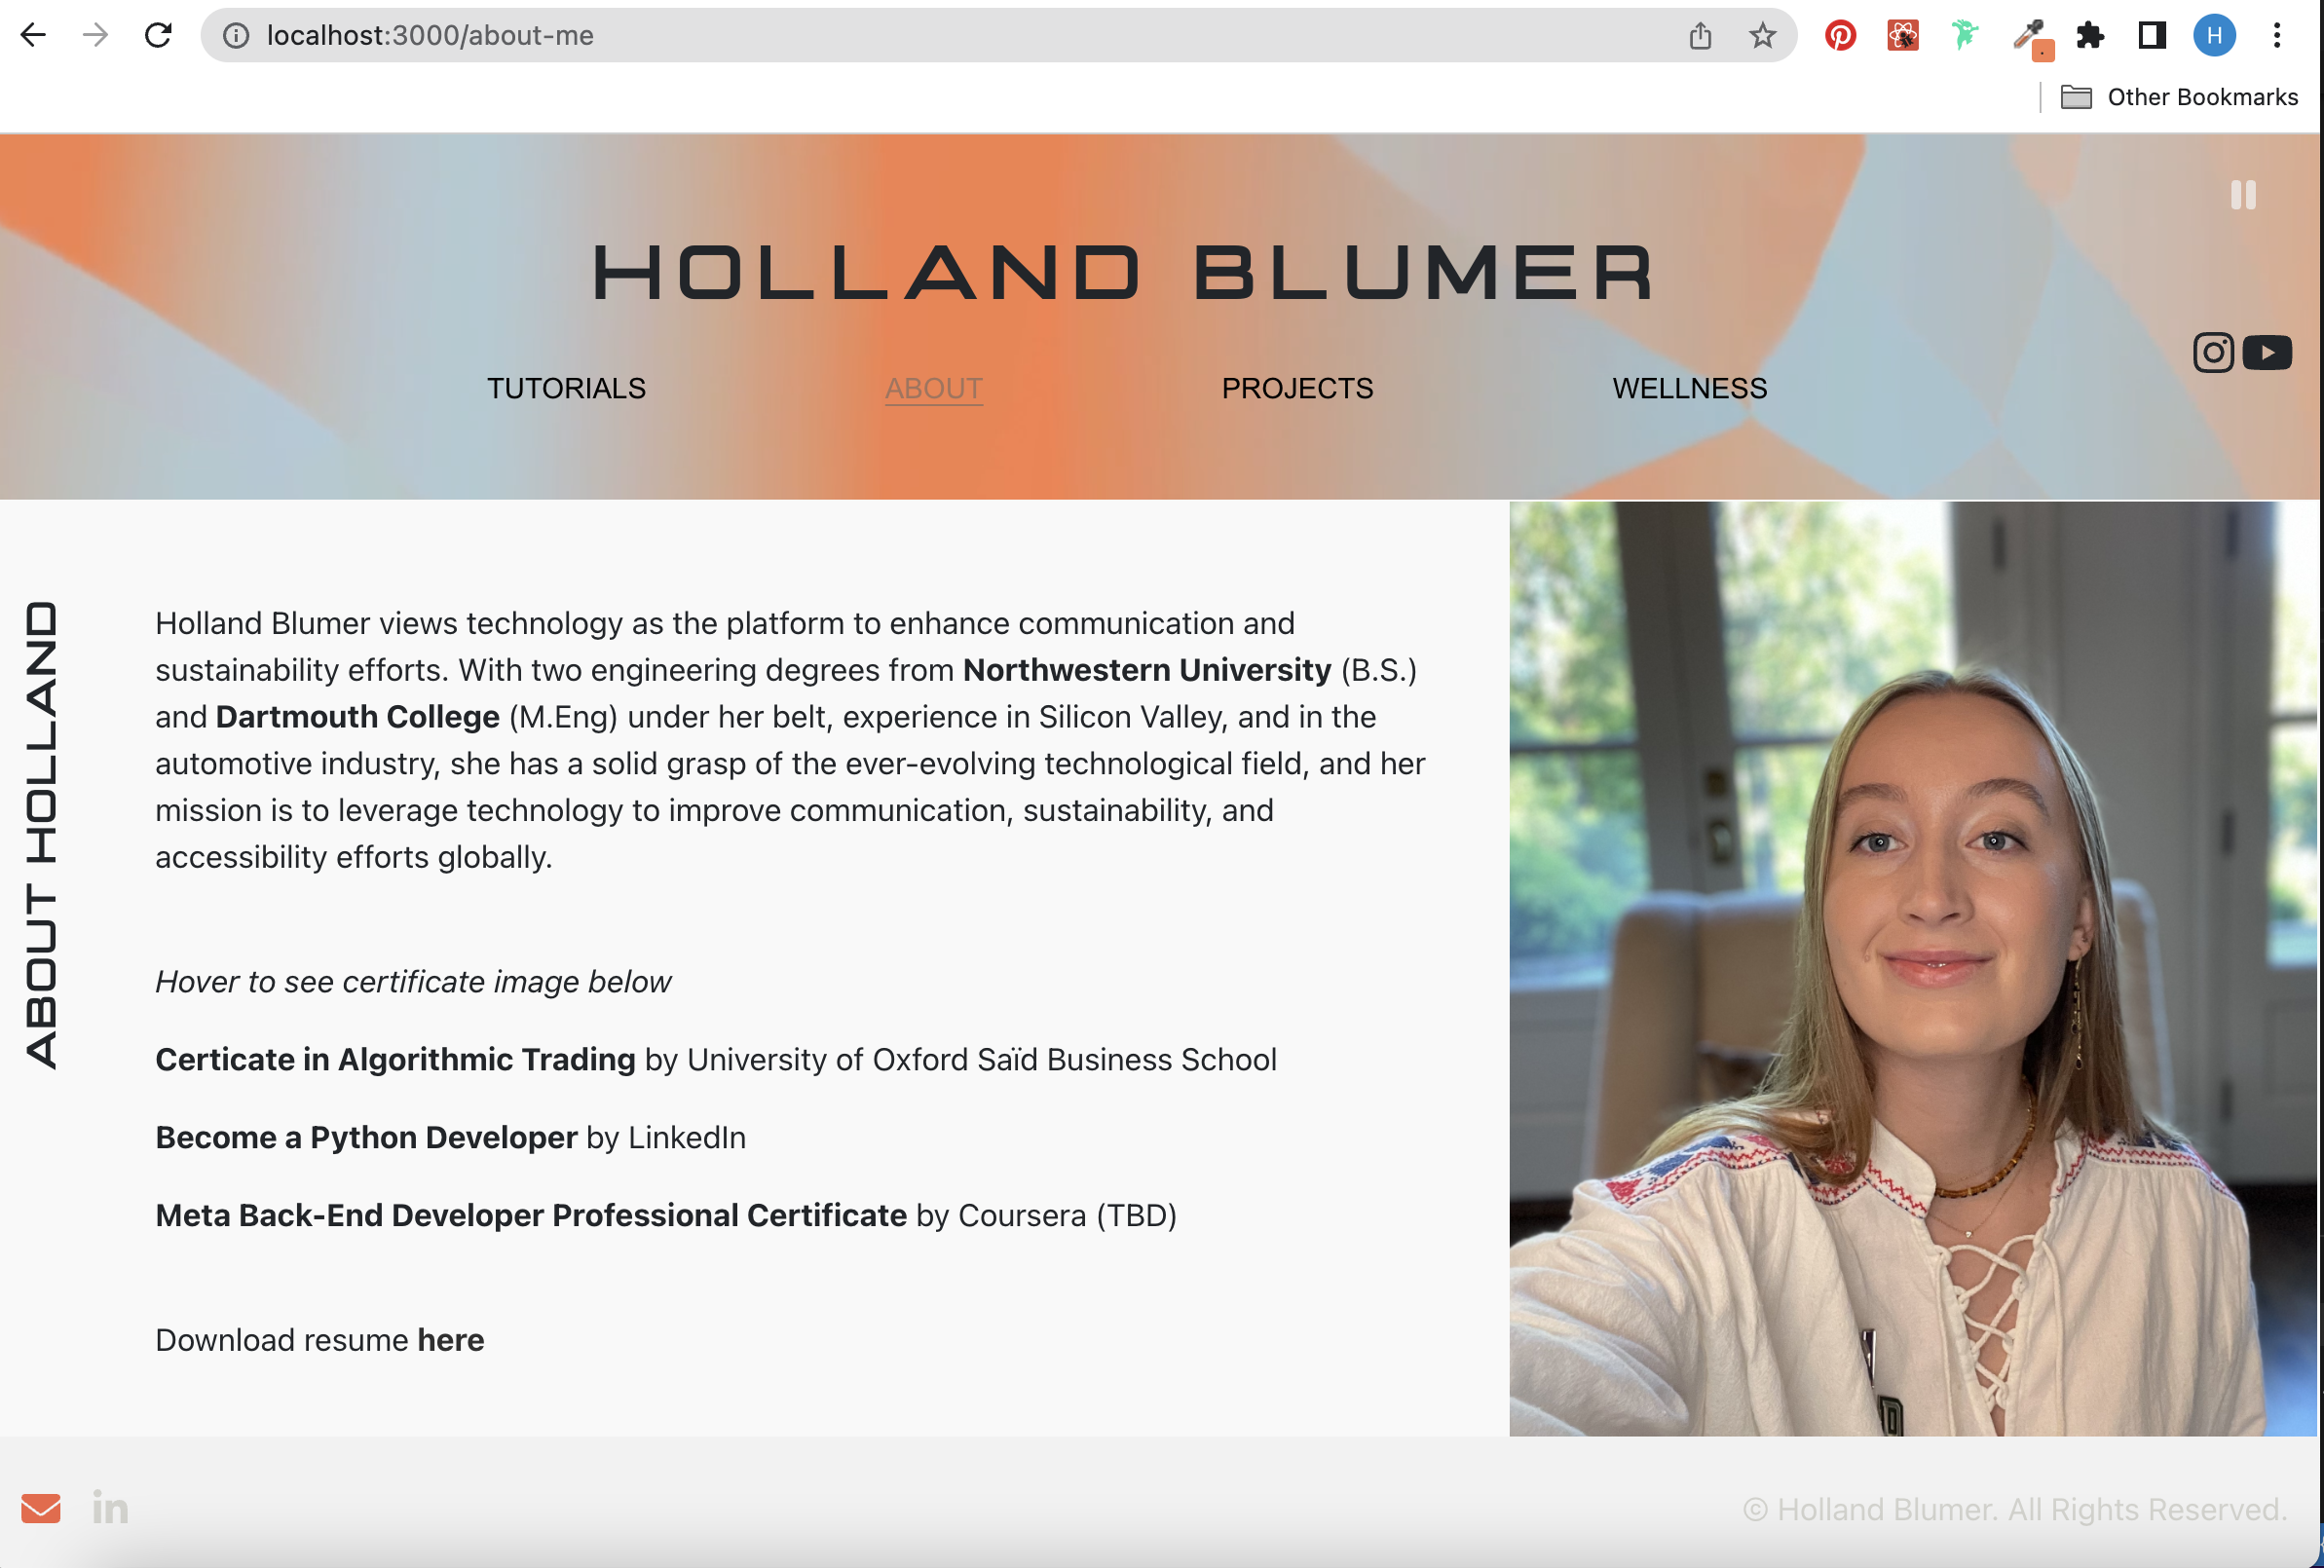 localhost:3000/about-me
H
Other Bookmarks
HOLLAND BLUMER
TUTORIALS
ABOUT
PROJECTS
WELLNESS
ABOUT HOLLAND
Holland Blumer views technology as the platform to enhance communication and
sustainability efforts. With two engineering degrees from Northwestern University (B.S.)
and Dartmouth College (M.Eng) under her belt, experience in Silicon Valley, and in the
automotive industry, she has a solid grasp of the ever-evolving technological field, and her
mission is to leverage technology to improve communication, sustainability, and
accessibility efforts globally.
Hover to see certificate image below
Certicate in Algorithmic Trading by University of Oxford Saïd Business School
Become a Python Developer by LinkedIn
Meta Back-End Developer Professional Certificate by Coursera (TBD)
Download resume here
in
© Holland Blumer. All Rights Reserved.